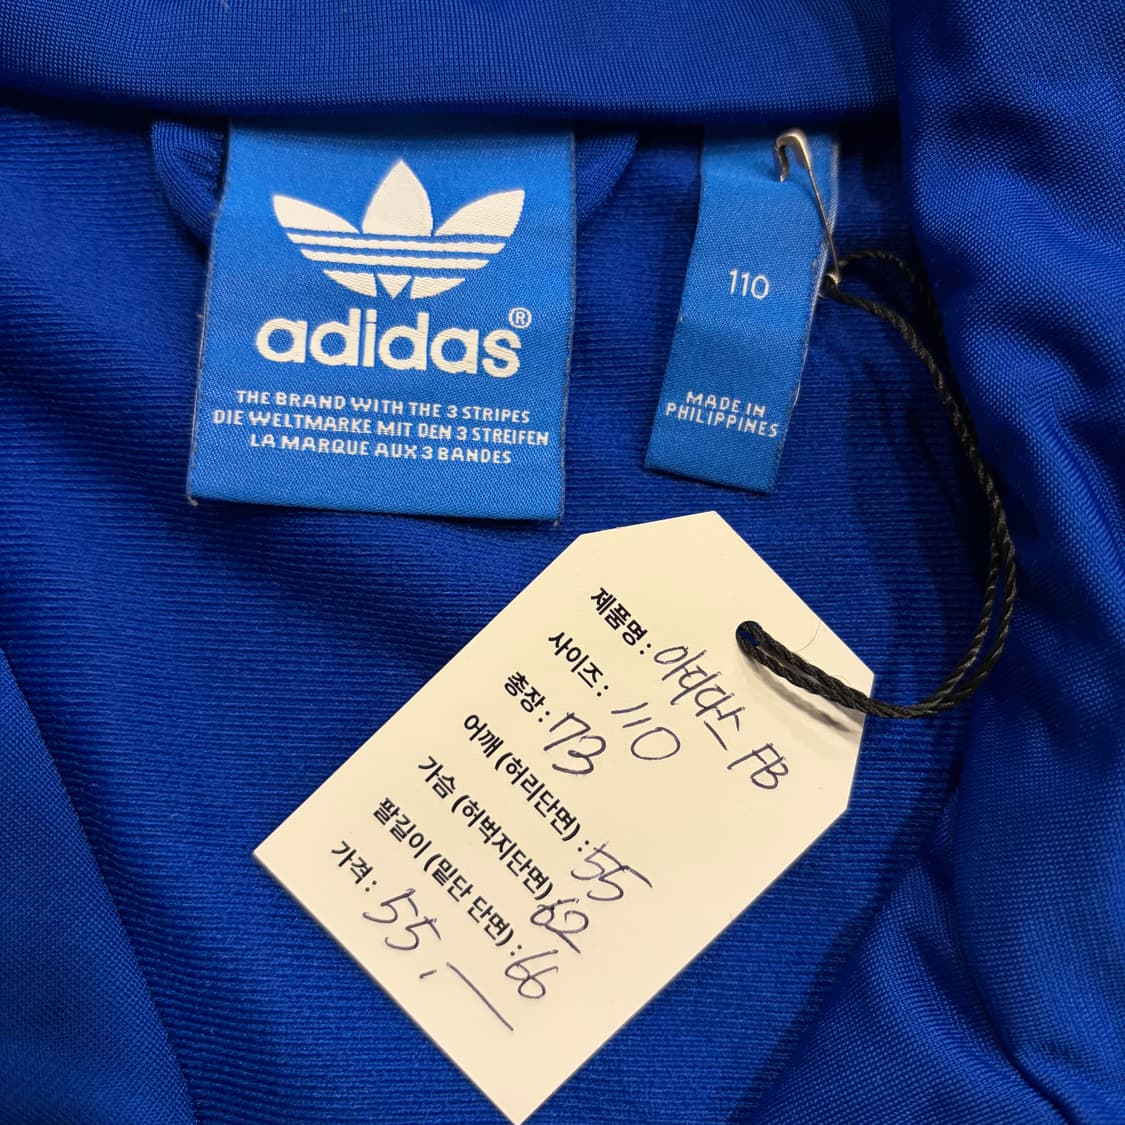 adidas®
THE BRAND WITH THE 3 STRIPES
DIE WELTMARKE MIT DEN 3 STREIFEN
LA MARQUE AUX 3 BANDES
110
MADE IN
PHILIPPINES
제품명 : 아디다스 FB
사이즈 : 110
총장 : 73
어깨 (허리단면) : 55
가슴 (허벅지단면) 62
팔길이 (밑단 단면) : 66
가격 : 55,—